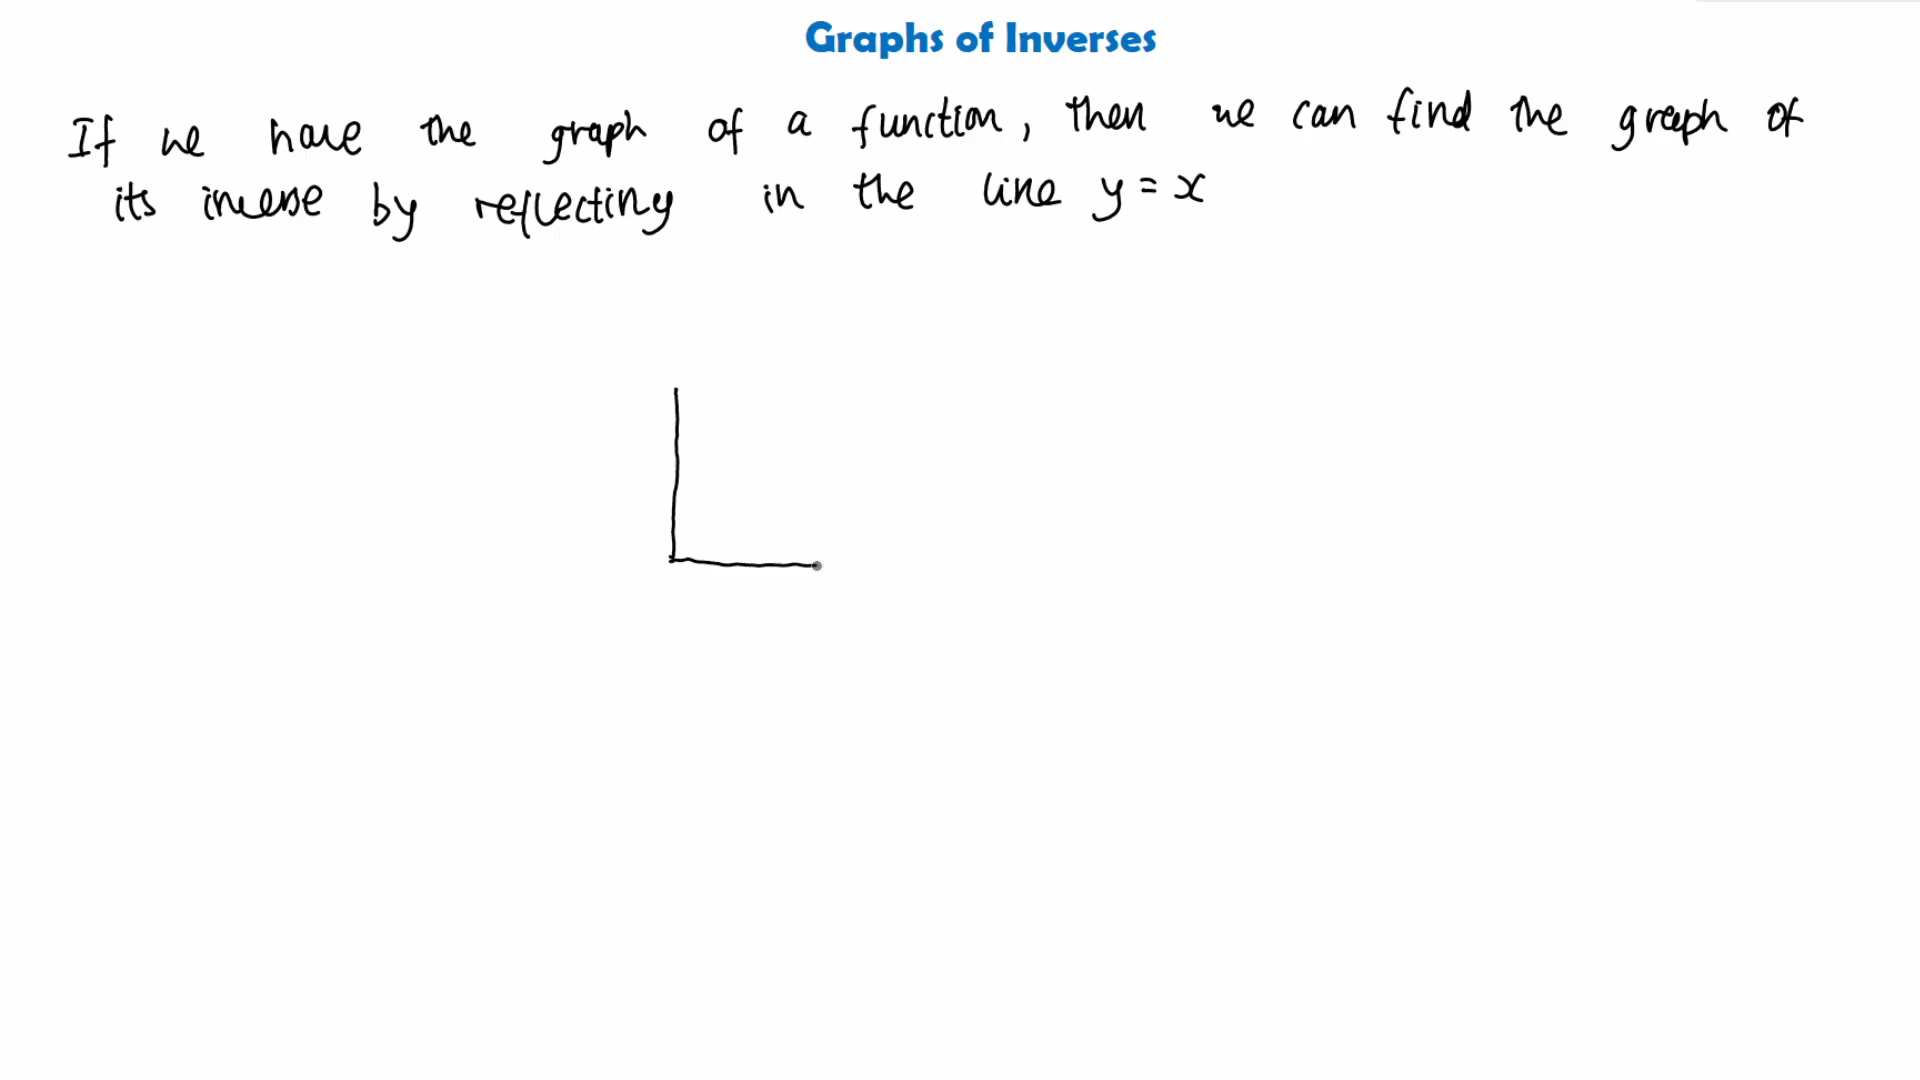 Graphs of Inverses
If we have the graph of a function, then we can find the graph of
its inverse by reflecting in the line y = x